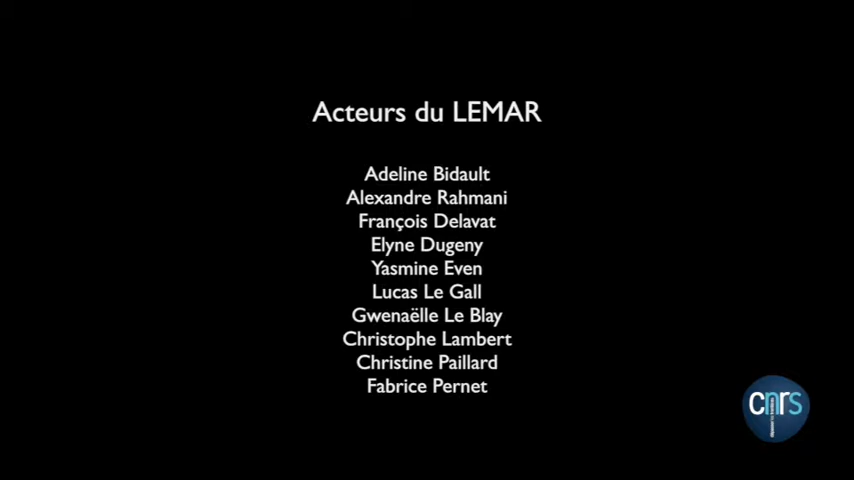 Acteurs du LEMAR
Adeline Bidault
Alexandre Rahmani
François Delavat
Elyne Dugeny
Yasmine Even
Lucas Le Gall
Gwenaëlle Le Blay
Christophe Lambert
Christine Paillard
Fabrice Pernet
cnrs